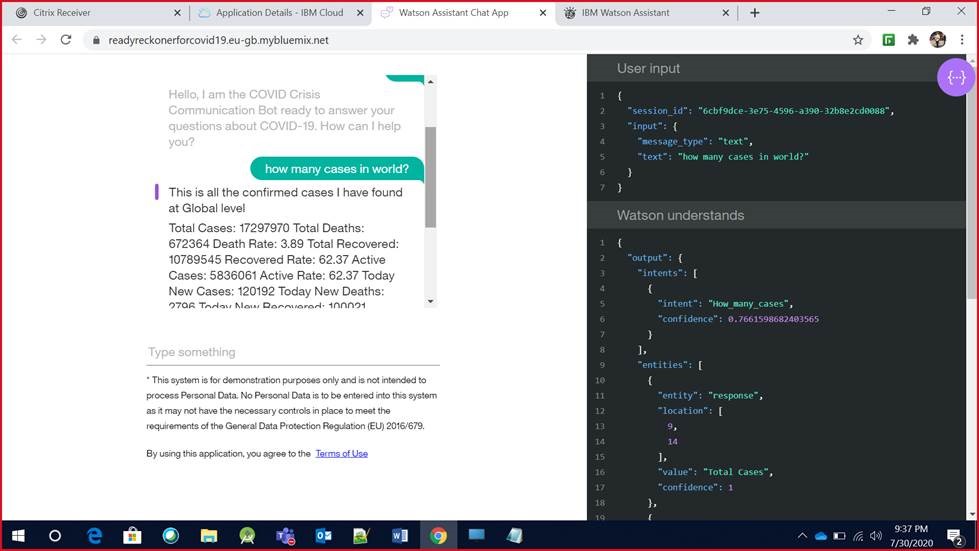 Citrix Receiver
Application Details - IBM Cloud
Watson Assistant Chat App
IBM Watson Assistant
readyreckonerforcovid19.eu-gb.mybluemix.net
Hello, I am the COVID Crisis
Communication Bot ready to answer your
questions about COVID-19. How can I help
you?
how many cases in world?
This is all the confirmed cases I have found
at Global level
Total Cases: 17297970 Total Deaths:
672364 Death Rate: 3.89 Total Recovered:
10789545 Recovered Rate: 62.37 Active
Cases: 5836061 Active Rate: 62.37 Today
New Cases: 120192 Today New Deaths:
2796 Today New Recovered: 100021
Type something
* This system is for demonstration purposes only and is not intended to
process Personal Data. No Personal Data is to be entered into this system
as it may not have the necessary controls in place to meet the
requirements of the General Data Protection Regulation (EU) 2016/679.
By using this application, you agree to the Terms of Use
User input
{···}
1 {
2 "session_id": "6cbf9dce-3e75-4596-a390-32b8e2cd0088",
3 "input": {
4 "message_type": "text",
5 "text": "how many cases in world?"
6 }
7 }
Watson understands
1 {
2 "output": {
3 "intents": [
4 {
5 "intent": "How_many_cases",
6 "confidence": 0.7661598682403565
7 }
8 ],
9 "entities": [
10 {
11 "entity": "response",
12 "location": [
13 9,
14 14
15 ],
16 "value": "Total Cases",
17 "confidence": 1
18 },
19 {
9:37 PM
7/30/2020
2